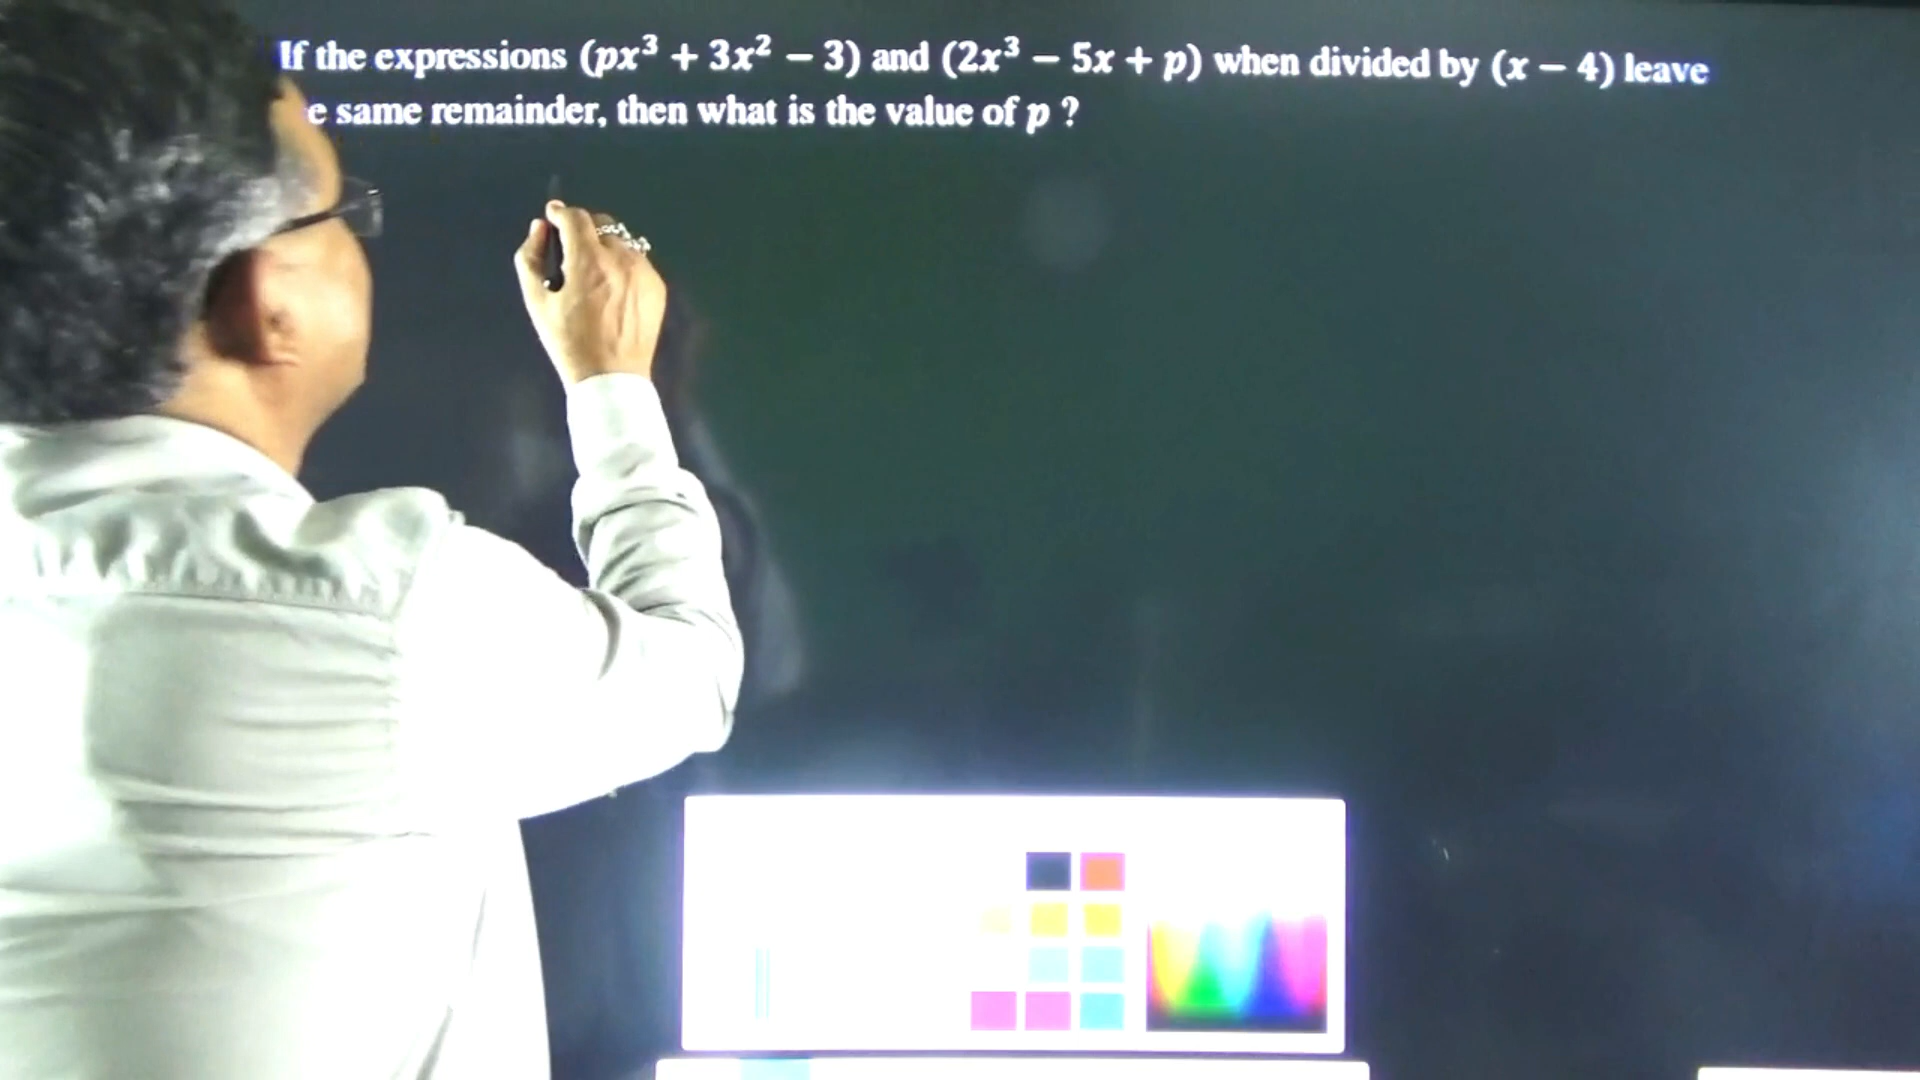 If the expressions (px³ + 3x² − 3) and (2x³ − 5x + p) when divided by (x − 4) leave
same remainder, then what is the value of p ?